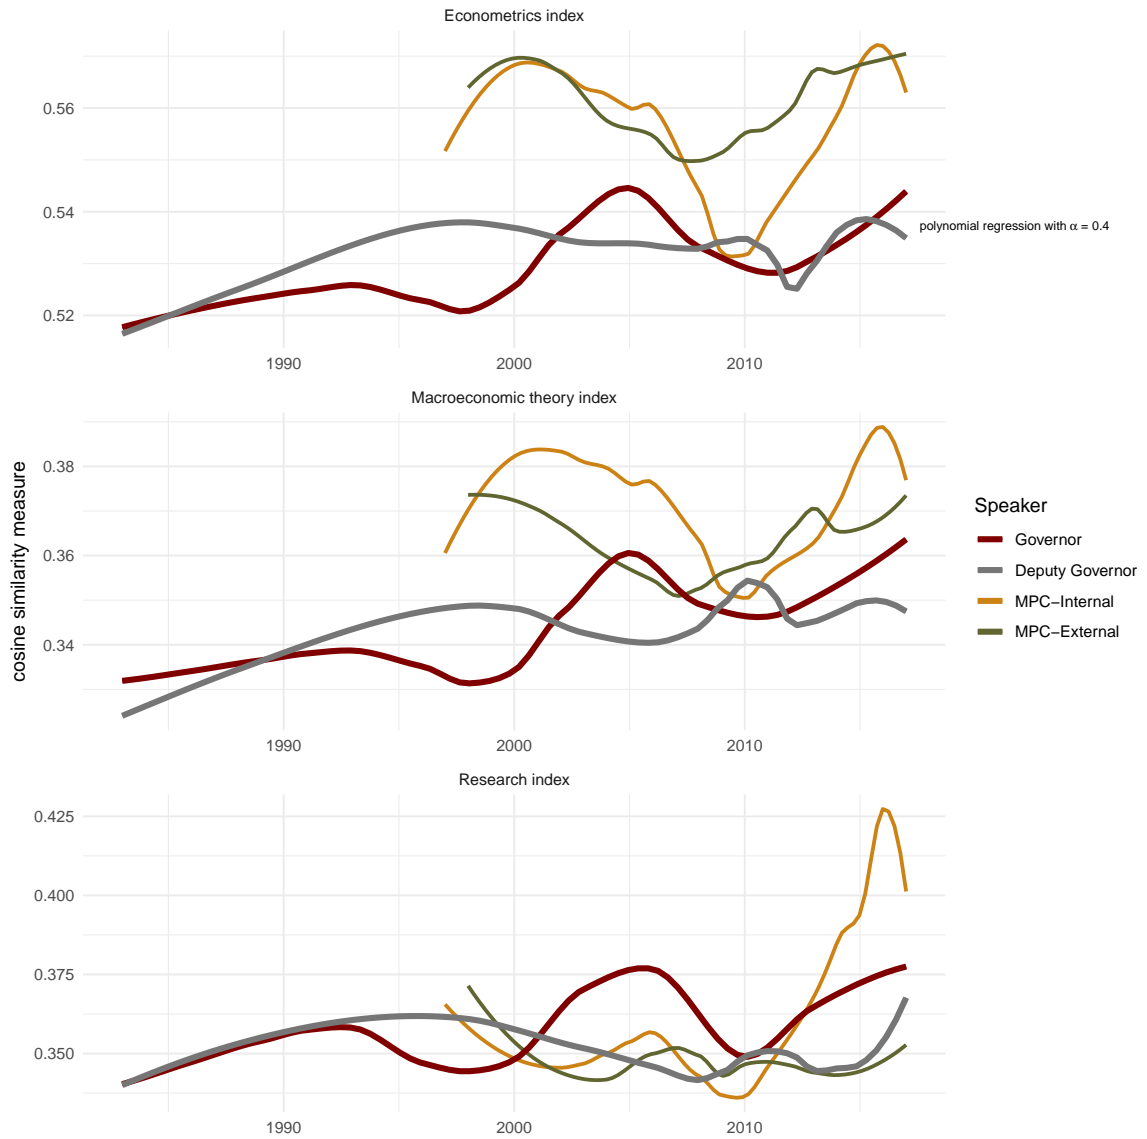 Econometrics index
0.56
0.54
0.52
1990 2000 2010
polynomial regression with α = 0.4
Macroeconomic theory index
0.38
0.36
0.34
1990 2000 2010
cosine similarity measure
Speaker
Governor
Deputy Governor
MPC−Internal
MPC−External
Research index
0.425
0.400
0.375
0.350
1990 2000 2010